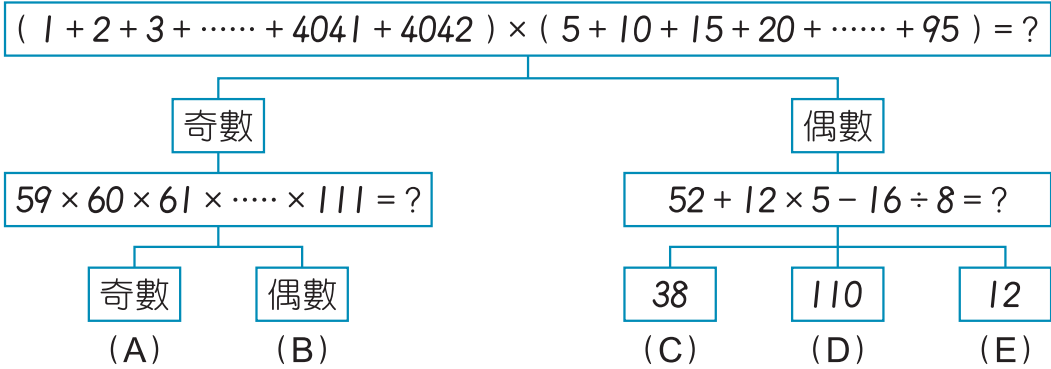 ( 1 + 2 + 3 + …… + 4041 + 4042 ) × ( 5 + 10 + 15 + 20 + …… + 95 ) = ?
奇數 偶數
59 × 60 × 61 × ····· × 111 = ? 52 + 12 × 5 − 16 ÷ 8 = ?
奇數 偶數 38 110 12
(A) (B) (C) (D) (E)